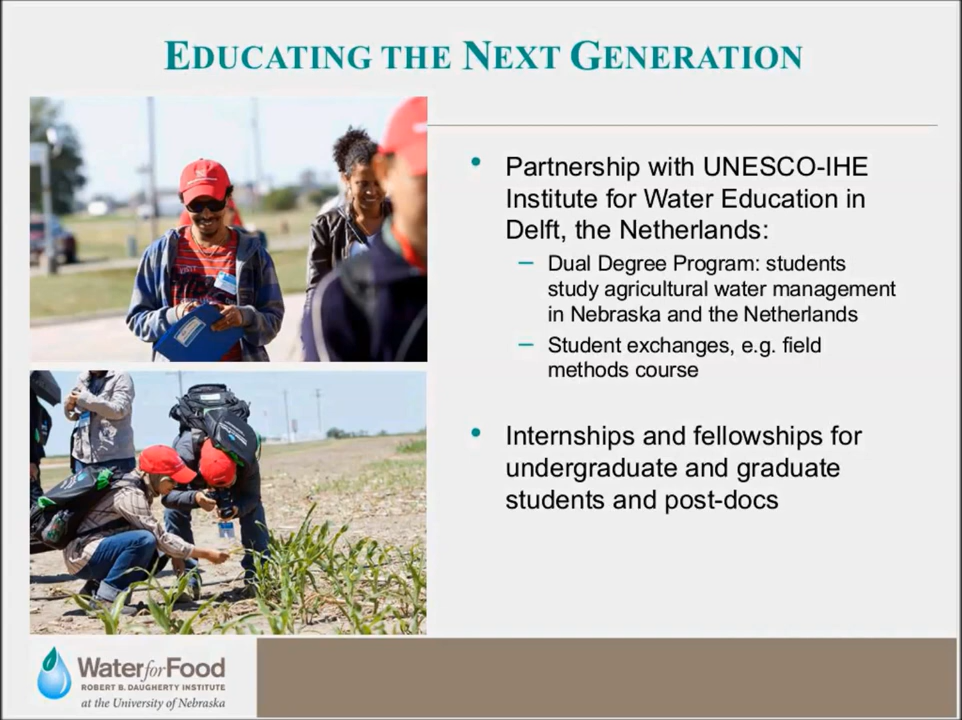 EDUCATING THE NEXT GENERATION
• Partnership with UNESCO-IHE
Institute for Water Education in
Delft, the Netherlands:
– Dual Degree Program: students
study agricultural water management
in Nebraska and the Netherlands
– Student exchanges, e.g. field
methods course
• Internships and fellowships for
undergraduate and graduate
students and post-docs
Water for Food
ROBERT B. DAUGHERTY INSTITUTE
at the University of Nebraska